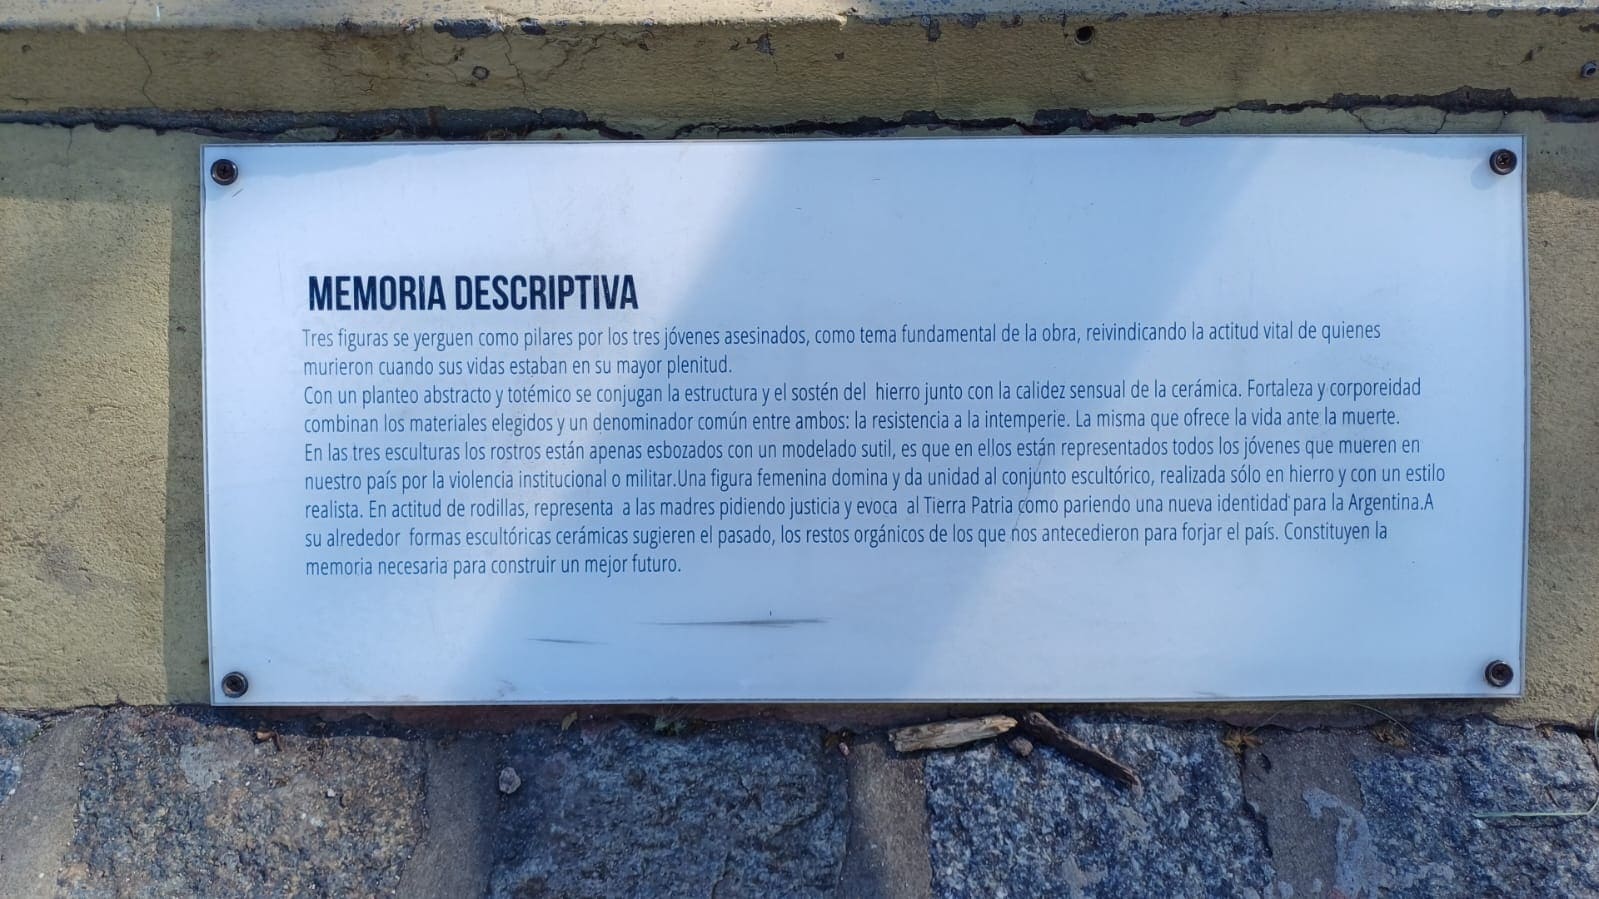 MEMORIA DESCRIPTIVA
Tres figuras se yerguen como pilares por los tres jóvenes asesinados, como tema fundamental de la obra, reivindicando la actitud vital de quienes
murieron cuando sus vidas estaban en su mayor plenitud.
Con un planteo abstracto y totémico se conjugan la estructura y el sostén del hierro junto con la calidez sensual de la cerámica. Fortaleza y corporeidad
combinan los materiales elegidos y un denominador común entre ambos: la resistencia a la intemperie. La misma que ofrece la vida ante la muerte.
En las tres esculturas los rostros están apenas esbozados con un modelado sutil, es que en ellos están representados todos los jóvenes que mueren en
nuestro país por la violencia institucional o militar.Una figura femenina domina y da unidad al conjunto escultórico, realizada sólo en hierro y con un estilo
realista. En actitud de rodillas, representa a las madres pidiendo justicia y evoca al Tierra Patria como pariendo una nueva identidad para la Argentina.A
su alrededor formas escultóricas cerámicas sugieren el pasado, los restos orgánicos de los que nos antecedieron para forjar el país. Constituyen la
memoria necesaria para construir un mejor futuro.